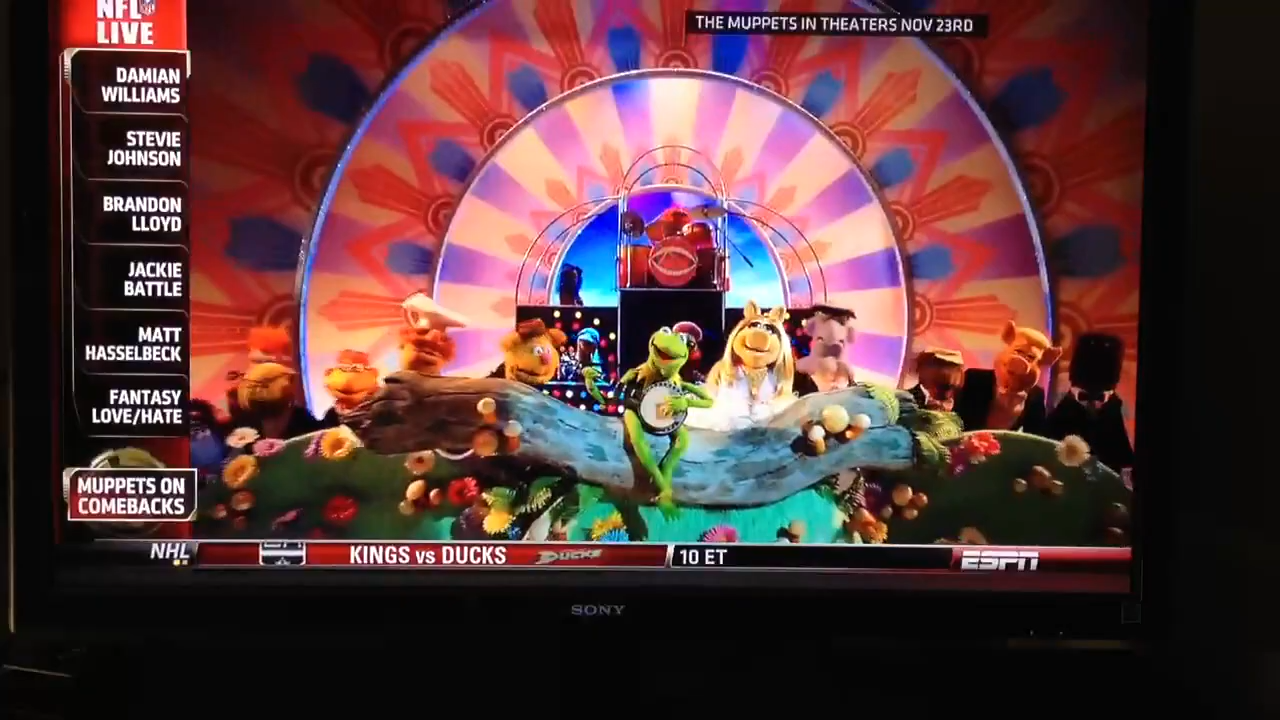 NFL
LIVE
THE MUPPETS IN THEATERS NOV 23RD
DAMIAN
WILLIAMS
STEVIE
JOHNSON
BRANDON
LLOYD
JACKIE
BATTLE
MATT
HASSELBECK
FANTASY
LOVE/HATE
MUPPETS ON
COMEBACKS
NHL KINGS vs DUCKS DUCKS 10 ET ESPN
SONY